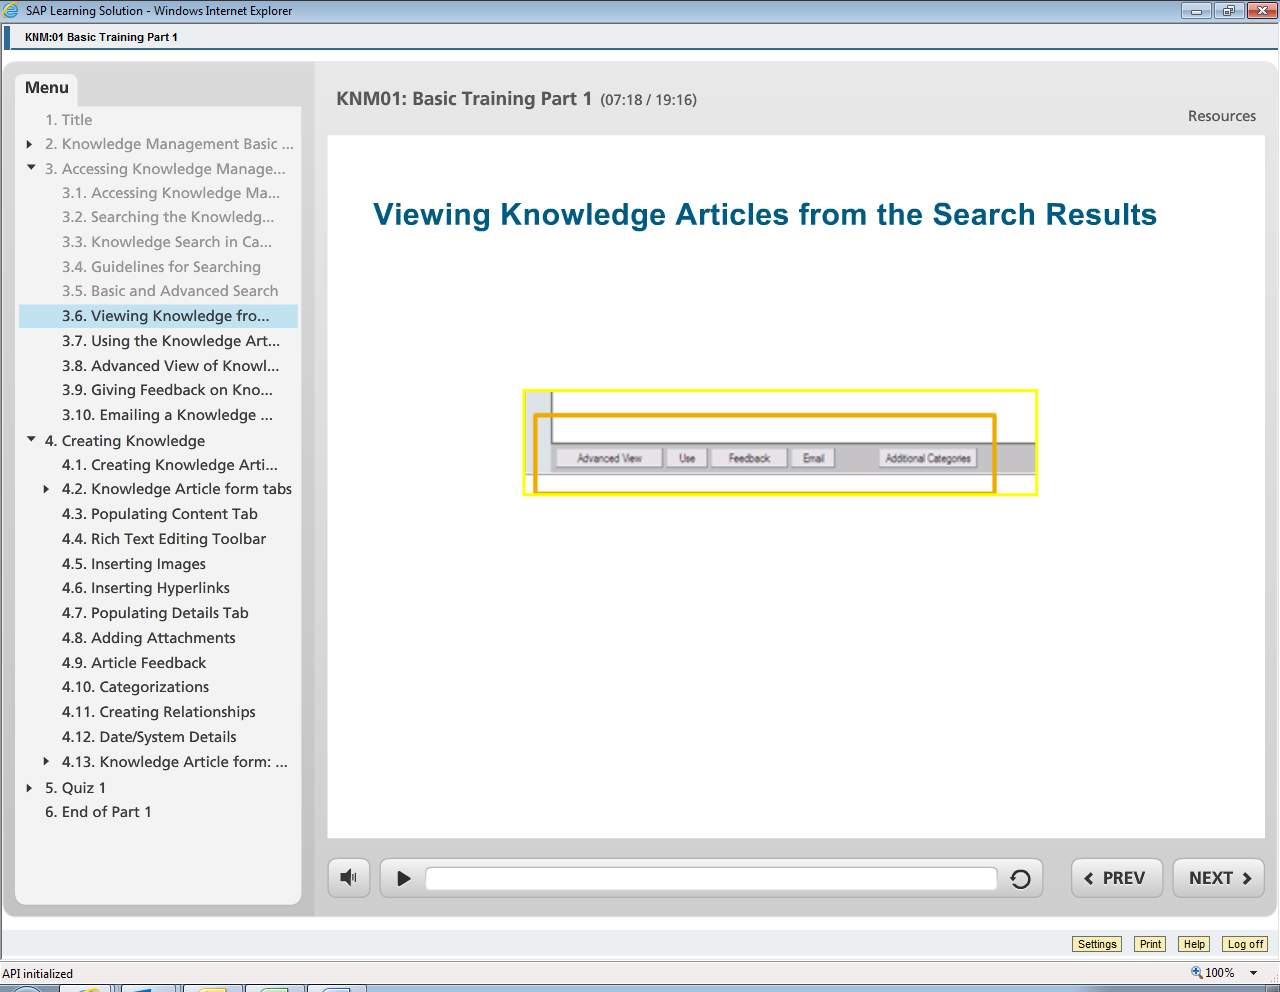 SAP Learning Solution - Windows Internet Explorer
KNM:01 Basic Training Part 1
Menu
1. Title
2. Knowledge Management Basic ...
3. Accessing Knowledge Manage...
3.1. Accessing Knowledge Ma...
3.2. Searching the Knowledg...
3.3. Knowledge Search in Ca...
3.4. Guidelines for Searching
3.5. Basic and Advanced Search
3.6. Viewing Knowledge fro...
3.7. Using the Knowledge Art...
3.8. Advanced View of Knowl...
3.9. Giving Feedback on Kno...
3.10. Emailing a Knowledge ...
4. Creating Knowledge
4.1. Creating Knowledge Arti...
4.2. Knowledge Article form tabs
4.3. Populating Content Tab
4.4. Rich Text Editing Toolbar
4.5. Inserting Images
4.6. Inserting Hyperlinks
4.7. Populating Details Tab
4.8. Adding Attachments
4.9. Article Feedback
4.10. Categorizations
4.11. Creating Relationships
4.12. Date/System Details
4.13. Knowledge Article form: ...
5. Quiz 1
6. End of Part 1
KNM01: Basic Training Part 1 (07:18 / 19:16)
Resources
Viewing Knowledge Articles from the Search Results
Advanced View Use Feedback Email Additional Categories
PREV NEXT
Settings Print Help Log off
API initialized 100%